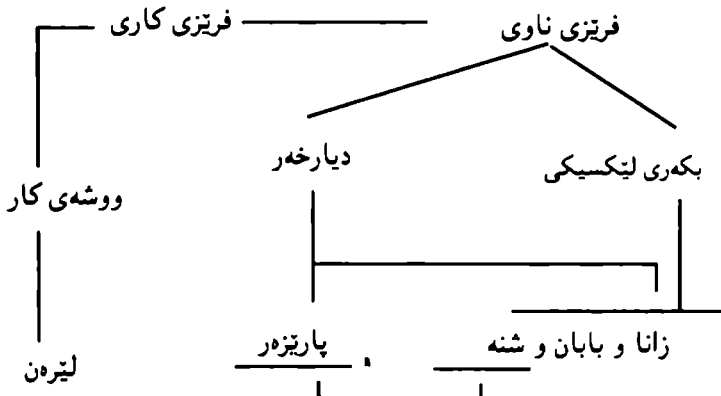 فرێزی ناوی فرێزی کاری
بکەری لێکسیکی دیارخەر ووشەی کار
زانا و بابان و شنە ، پارێزەر لێرەن